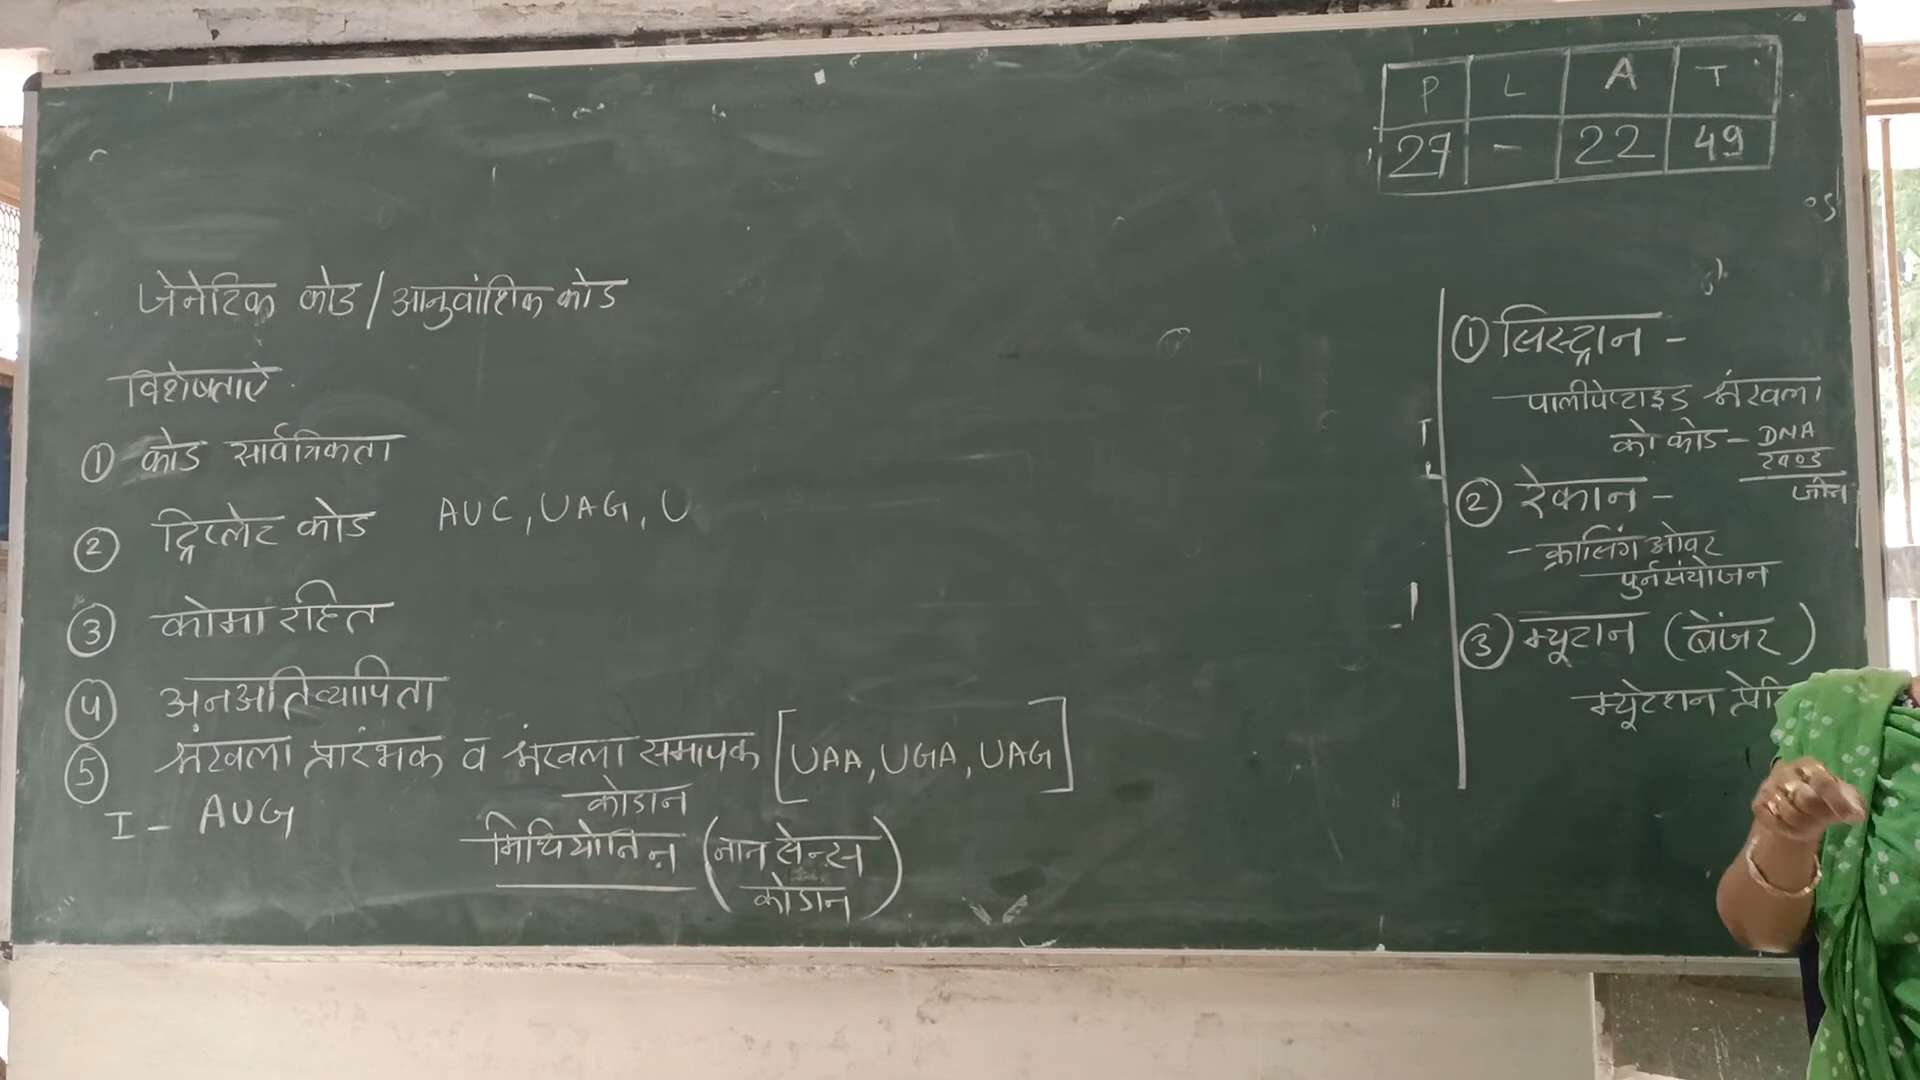 P L A T
27 - 22 49
जेनेटिक कोड / आनुवांशिक कोड
विशेषताऐ
① कोड सार्वत्रिकता
② ट्रिप्लेट कोड AUC, UAG, U
③ कोमा रहित
④ अनअतिव्यापिता
⑤ श्रंखला प्रारंभक व श्रंखला समापक [UAA, UGA, UAG]
कोडान
I - AUG
मिथियोनिन (नान सेन्स
कोडान)
① सिस्ट्रान -
पालीपेप्टाइड श्रंखला
को कोड - DNA
खण्ड
जीन
② रेकान -
- क्रासिंग ओवर
पुर्नसंयोजन
③ म्यूटान (बेंजर)
म्यूटेशन